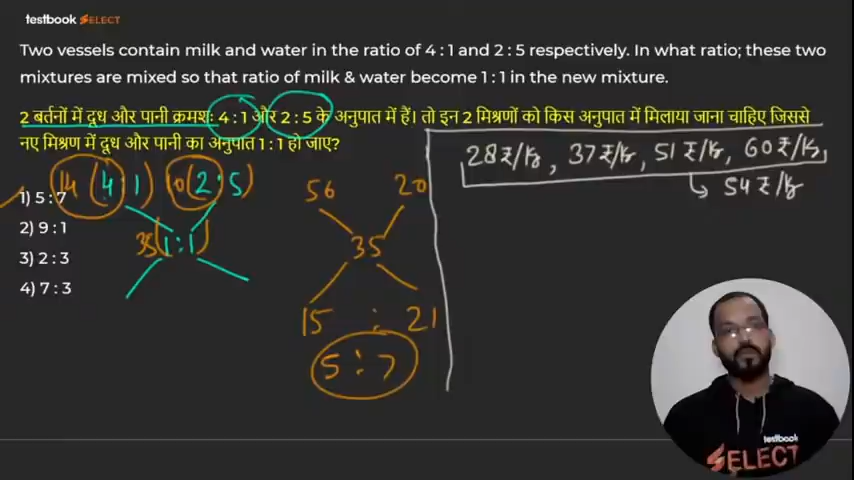 testbook SELECT
Two vessels contain milk and water in the ratio of 4 : 1 and 2 : 5 respectively. In what ratio; these two
mixtures are mixed so that ratio of milk & water become 1 : 1 in the new mixture.
2 बर्तनों में दूध और पानी क्रमशः 4 : 1 और 2 : 5 के अनुपात में हैं। तो इन 2 मिश्रणों को किस अनुपात में मिलाया जाना चाहिए जिससे
नए मिश्रण में दूध और पानी का अनुपात 1 : 1 हो जाए?
28₹/kg, 37₹/kg, 51₹/kg, 60₹/kg,
↳ 54₹/kg
14 (4 : 1) 10 (2 : 5)
1) 5 : 7
35 (1 : 1)
2) 9 : 1
3) 2 : 3
4) 7 : 3
56 20
35
15 : 21
5 : 7
testbook
SELECT